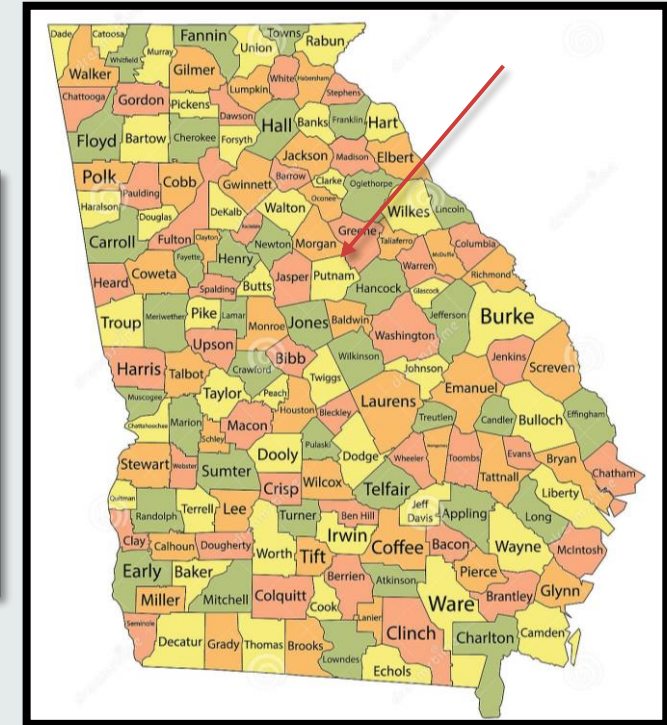 Dade Catoosa Fannin Towns Rabun
Whitfield Murray Union
Walker Gilmer White Habersham
Lumpkin Stephens
Chattooga Gordon Pickens Dawson
Hall Banks Franklin Hart
Floyd Bartow Cherokee Forsyth
Jackson Madison Elbert
Polk Paulding Cobb Gwinnett Barrow Clarke Oglethorpe
Haralson Douglas DeKalb Walton Oconee Wilkes Lincoln
Carroll Fulton Clayton Newton Morgan Greene Taliaferro Columbia
Fayette Henry McDuffie
Heard Coweta Spalding Butts Jasper Putnam Hancock Warren Richmond
Glascock
Troup Meriwether Pike Lamar Monroe Jones Baldwin Jefferson Burke
Upson Washington
Harris Talbot Crawford Bibb Wilkinson Johnson Jenkins Screven
Twiggs Emanuel
Muscogee Taylor Peach Laurens
Chattahoochee Marion Macon Houston Bleckley Treutlen Candler Bulloch Effingham
Schley Pulaski
Stewart Webster Sumter Dooly Dodge Wheeler Toombs Evans Bryan Chatham
Tattnall
Quitman Crisp Wilcox Telfair Liberty
Randolph Terrell Lee Turner Ben Hill Jeff
Davis Appling Long
Clay Calhoun Dougherty Worth Tift Irwin Coffee Bacon Wayne McIntosh
Early Baker Berrien Atkinson Pierce
Miller Mitchell Colquitt Cook Ware Brantley Glynn
Seminole Lanier Clinch
Decatur Grady Thomas Brooks Charlton Camden
Lowndes Echols